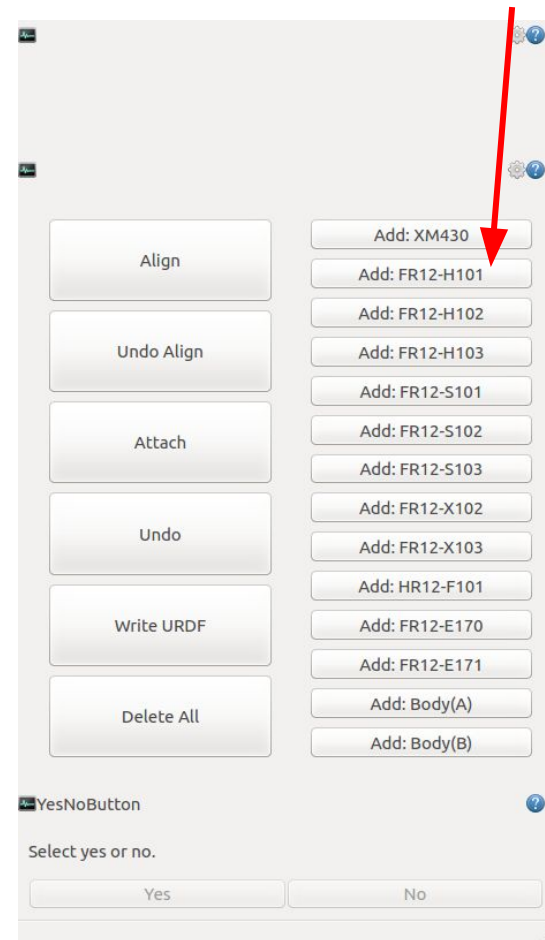 Align
Undo Align
Attach
Undo
Write URDF
Delete All
Add: XM430
Add: FR12-H101
Add: FR12-H102
Add: FR12-H103
Add: FR12-S101
Add: FR12-S102
Add: FR12-S103
Add: FR12-X102
Add: FR12-X103
Add: HR12-F101
Add: FR12-E170
Add: FR12-E171
Add: Body(A)
Add: Body(B)
YesNoButton
Select yes or no.
Yes
No